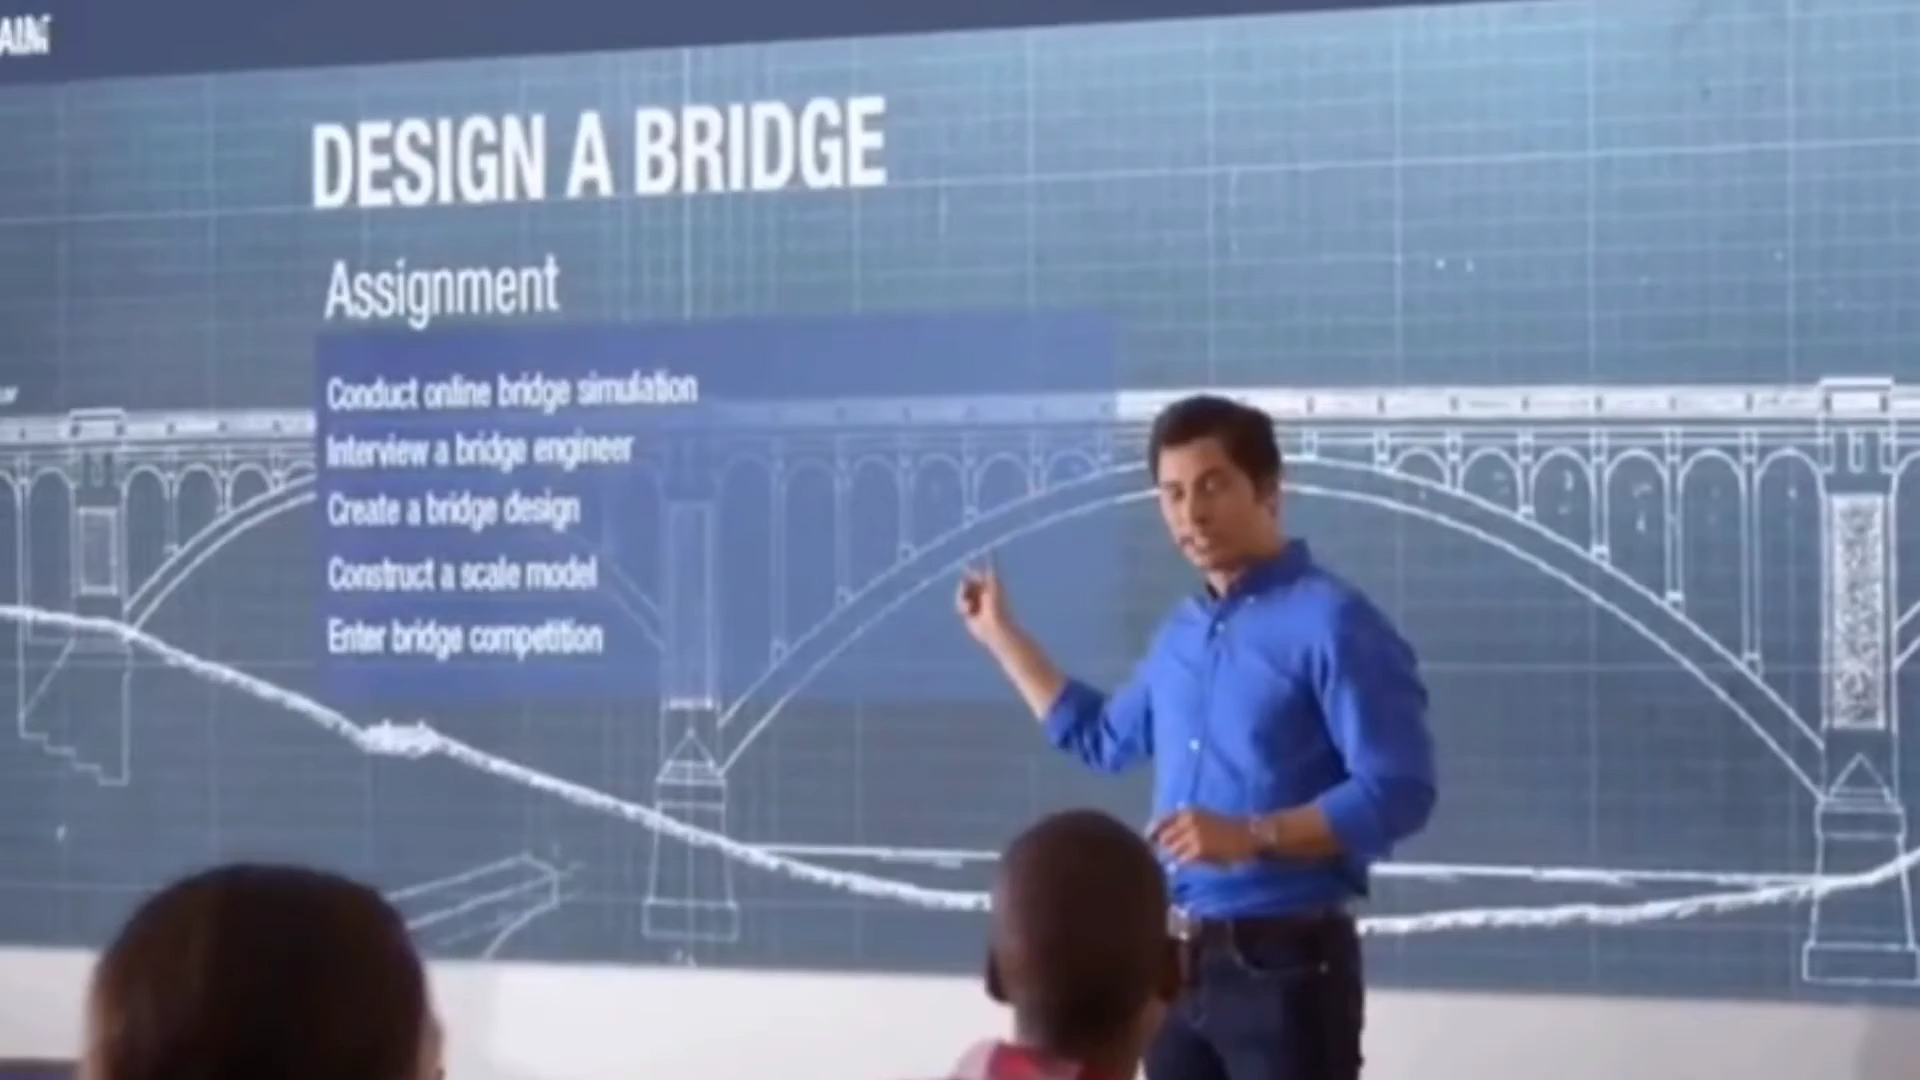 DESIGN A BRIDGE
Assignment
Conduct online bridge simulation
Interview a bridge engineer
Create a bridge design
Construct a scale model
Enter bridge competition